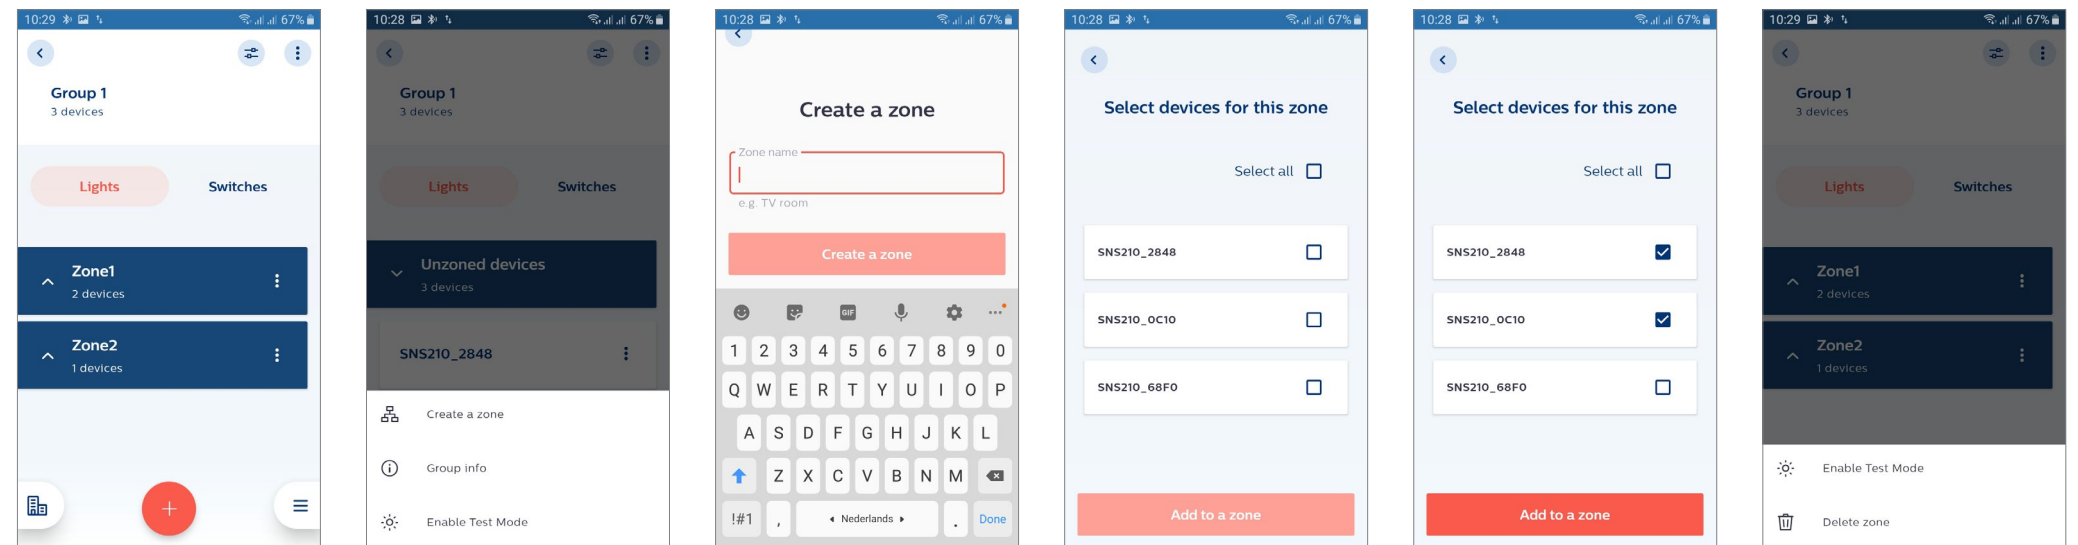 10:29
67%
Group 1
3 devices
Lights
Switches
Zone1
2 devices
Zone2
1 devices
10:28
67%
Group 1
3 devices
Lights
Switches
Unzoned devices
3 devices
SNS210_2848
Create a zone
Group info
Enable Test Mode
10:28
67%
Create a zone
Zone name
e.g. TV room
Create a zone
GIF
1 2 3 4 5 6 7 8 9 0
Q W E R T Y U I O P
A S D F G H J K L
Z X C V B N M
!#1 , Nederlands . Done
10:28
67%
Select devices for this zone
Select all
SNS210_2848
SNS210_0C10
SNS210_68F0
Add to a zone
10:28
67%
Select devices for this zone
Select all
SNS210_2848
SNS210_0C10
SNS210_68F0
Add to a zone
10:29
67%
Group 1
3 devices
Lights
Switches
Zone1
2 devices
Zone2
1 devices
Enable Test Mode
Delete zone